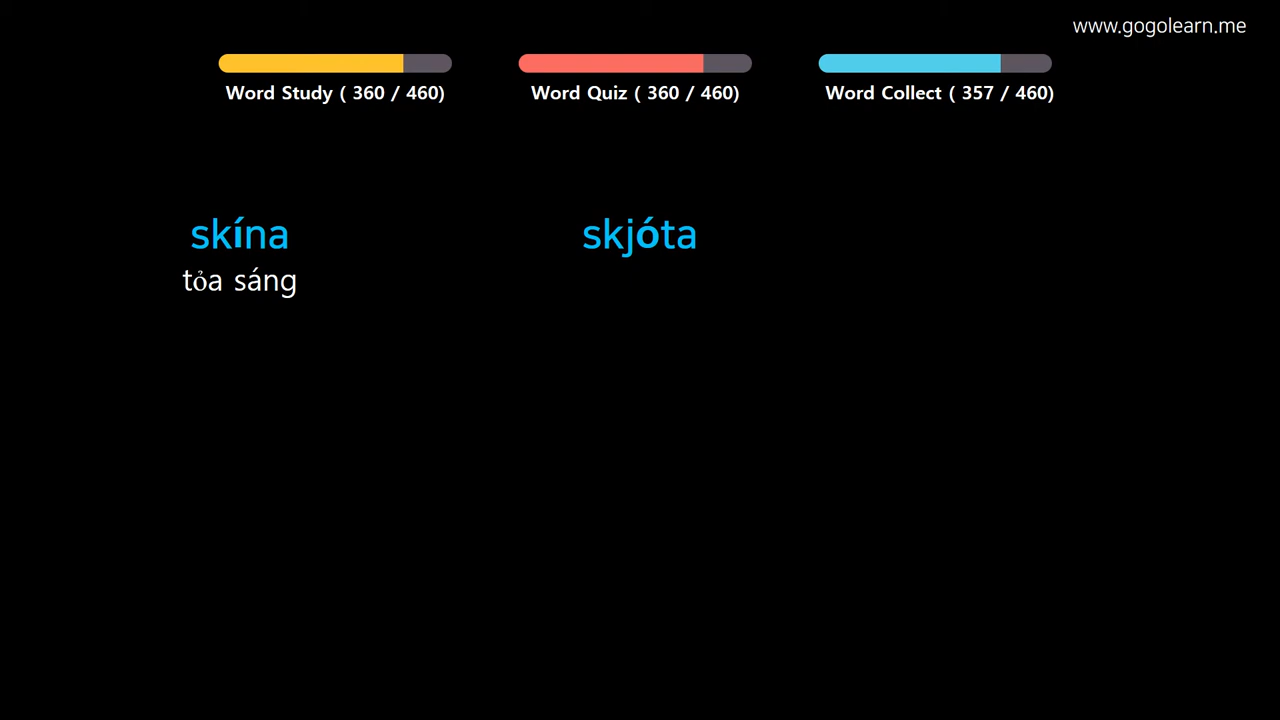 www.gogolearn.me
Word Study ( 360 / 460)
Word Quiz ( 360 / 460)
Word Collect ( 357 / 460)
skína
tỏa sáng
skjóta